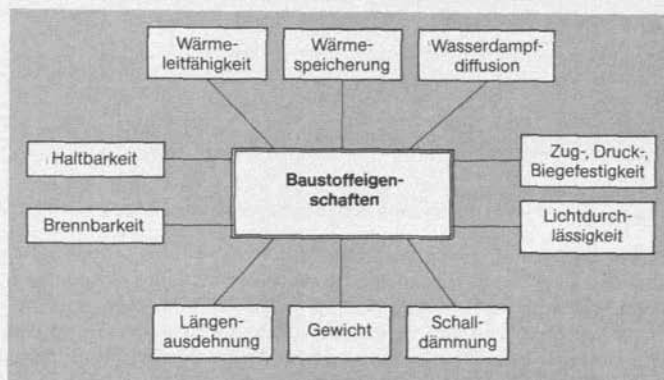 Wärme-
leitfähigkeit
Wärme-
speicherung
Wasserdampf-
diffusion
Haltbarkeit
Zug-, Druck-,
Biegefestigkeit
Baustoffeigen-
schaften
Brennbarkeit
Lichtdurch-
lässigkeit
Längen-
ausdehnung
Gewicht
Schall-
dämmung